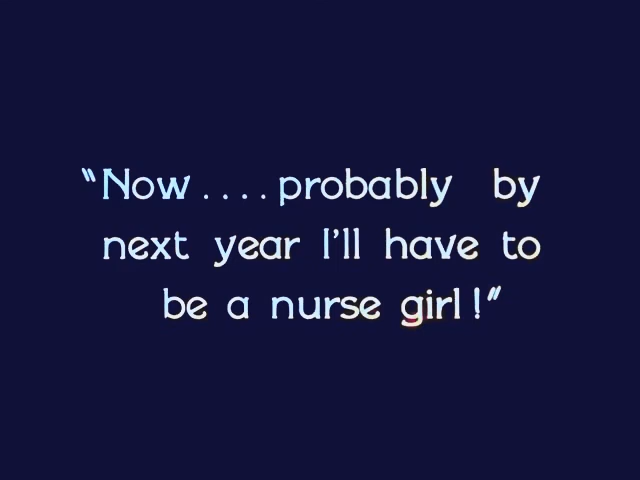 "Now....probably by
next year I'll have to
be a nurse girl!"